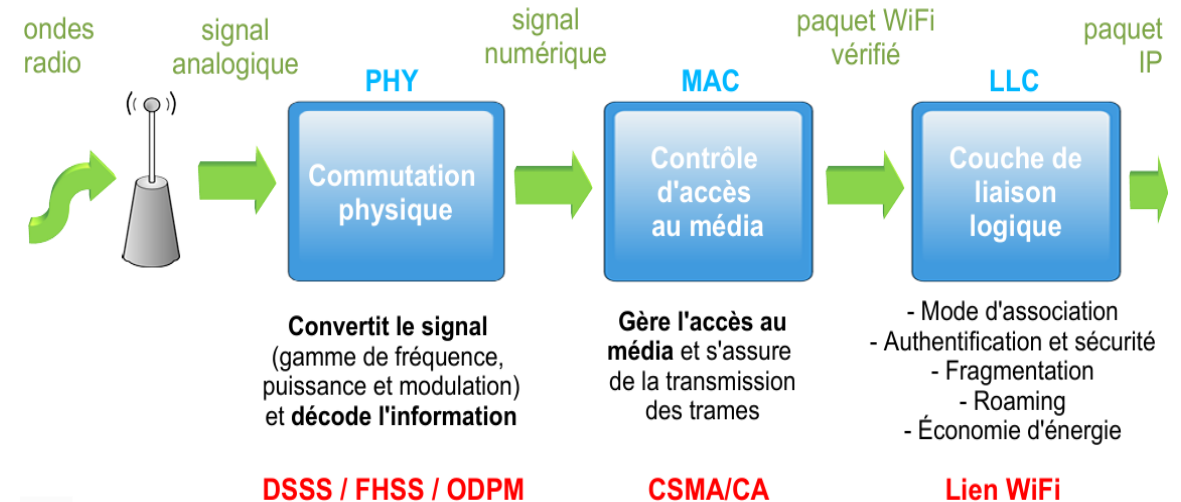 ondes
radio
signal
analogique
signal
numérique
paquet WiFi
vérifié
paquet
IP
PHY
MAC
LLC
Commutation
physique
Contrôle
d'accès
au média
Couche de
liaison
logique
Convertit le signal
(gamme de fréquence,
puissance et modulation)
et décode l'information
Gère l'accès au
média et s'assure
de la transmission
des trames
- Mode d'association
- Authentification et sécurité
- Fragmentation
- Roaming
- Économie d'énergie
DSSS / FHSS / ODPM
CSMA/CA
Lien WiFi